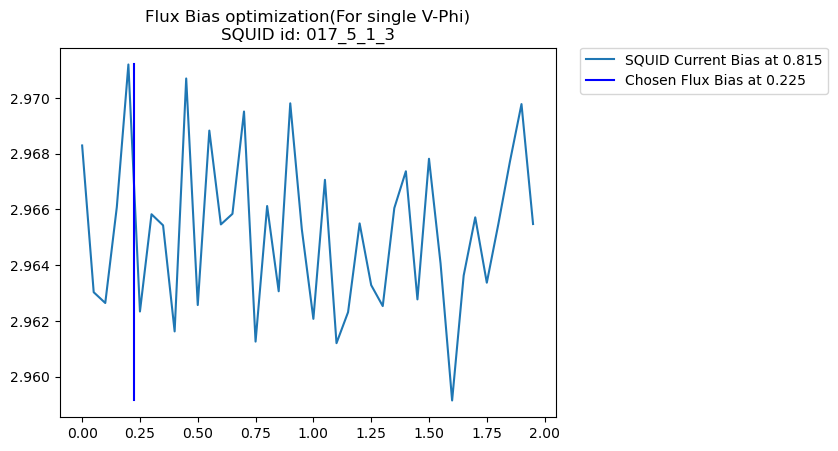 Flux Bias optimization(For single V-Phi)
SQUID id: 017_5_1_3
SQUID Current Bias at 0.815
Chosen Flux Bias at 0.225
2.970
2.968
2.966
2.964
2.962
2.960
0.00 0.25 0.50 0.75 1.00 1.25 1.50 1.75 2.00